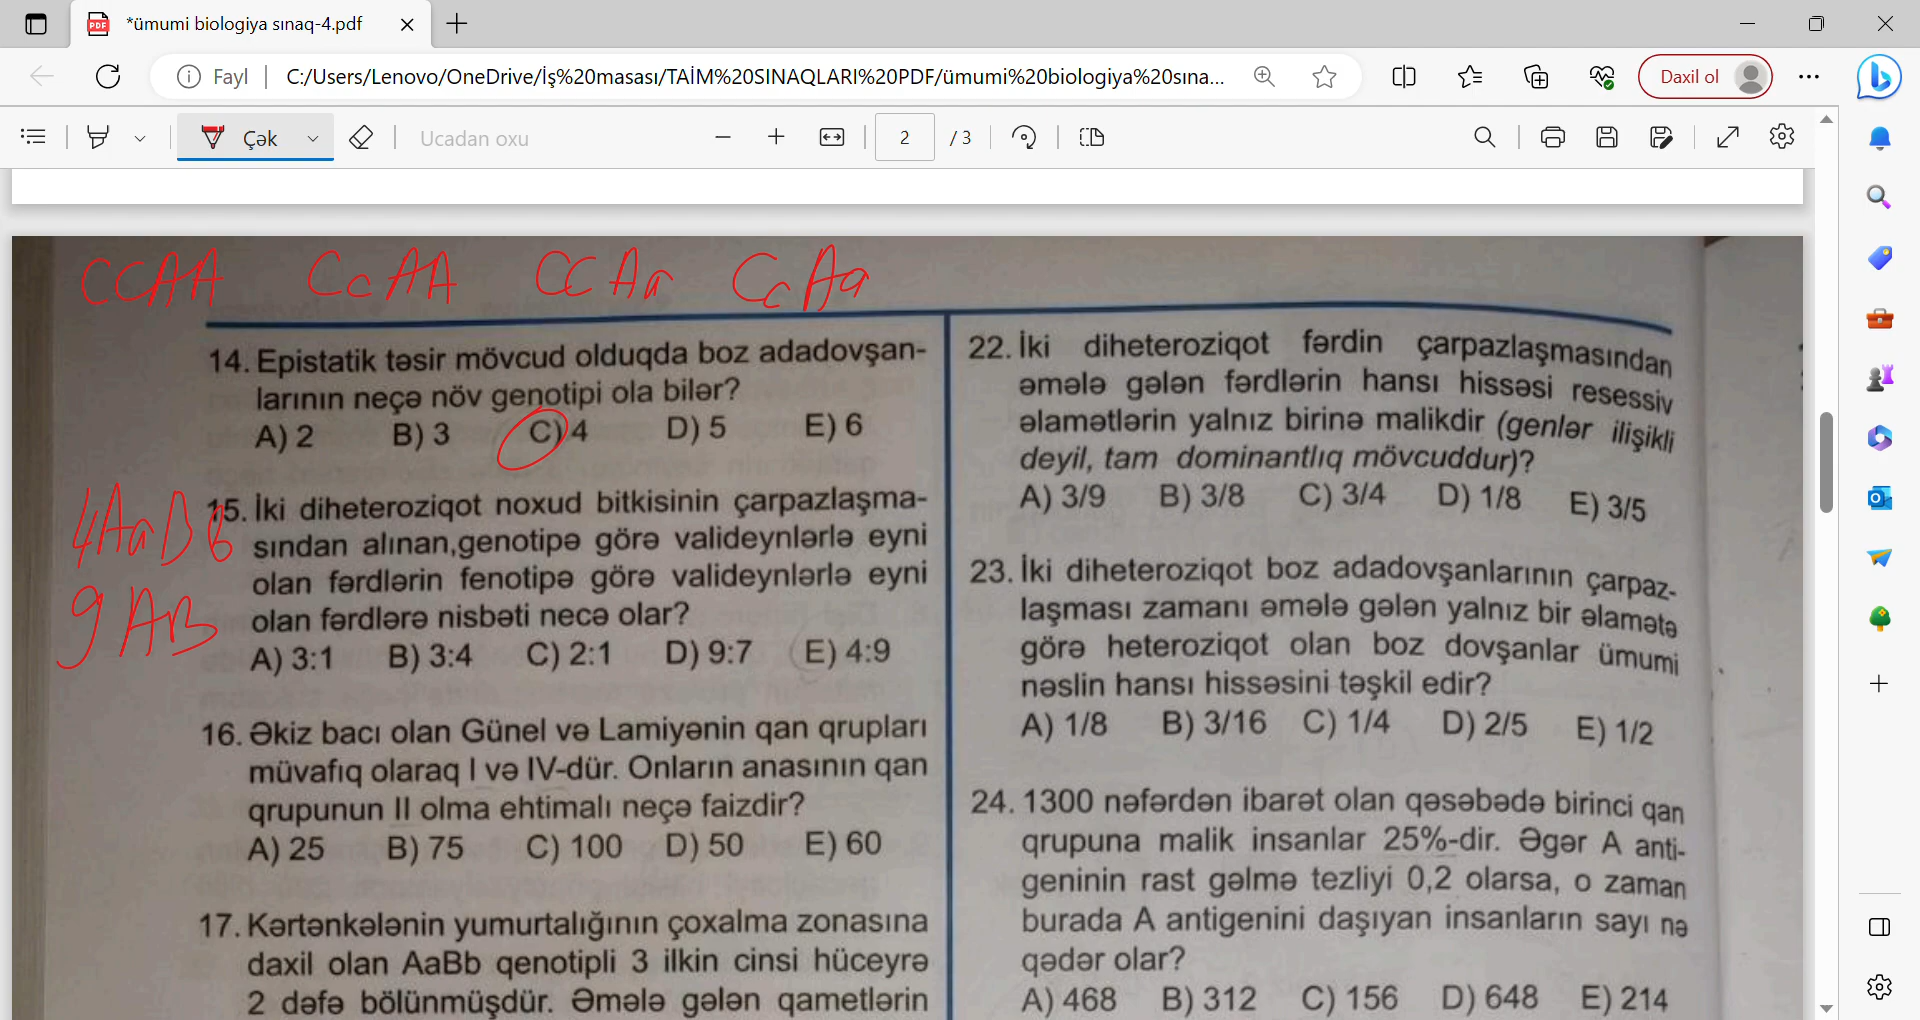 *ümumi biologiya sınaq-4.pdf
Fayl
C:/Users/Lenovo/OneDrive/İş%20masası/TAİM%20SINAQLARI%20PDF/ümumi%20biologiya%20sına...
Daxil ol
Çək
Ucadan oxu
2 / 3
CCAA CcAA CCAa CcAa
14. Epistatik təsir mövcud olduqda boz adadovşan-
larının neçə növ genotipi ola bilər?
A) 2 B) 3 C) 4 D) 5 E) 6
4AaBb
9AB
15. İki diheteroziqot noxud bitkisinin çarpazlaşma-
sından alınan,genotipə görə valideynlərlə eyni
olan fərdlərin fenotipə görə valideynlərlə eyni
olan fərdlərə nisbəti necə olar?
A) 3:1 B) 3:4 C) 2:1 D) 9:7 E) 4:9
16. Əkiz bacı olan Günel və Lamiyənin qan qrupları
müvafiq olaraq I və IV-dür. Onların anasının qan
qrupunun II olma ehtimalı neçə faizdir?
A) 25 B) 75 C) 100 D) 50 E) 60
17. Kərtənkələnin yumurtalığının çoxalma zonasına
daxil olan AaBb qenotipli 3 ilkin cinsi hüceyrə
2 dəfə bölünmüşdür. Əmələ gələn qametlərin
22. İki diheteroziqot fərdin çarpazlaşmasından
əmələ gələn fərdlərin hansı hissəsi resessiv
əlamətlərin yalnız birinə malikdir (genlər ilişikli
deyil, tam dominantlıq mövcuddur)?
A) 3/9 B) 3/8 C) 3/4 D) 1/8 E) 3/5
23. İki diheteroziqot boz adadovşanlarının çarpaz-
laşması zamanı əmələ gələn yalnız bir əlamətə
görə heteroziqot olan boz dovşanlar ümumi
nəslin hansı hissəsini təşkil edir?
A) 1/8 B) 3/16 C) 1/4 D) 2/5 E) 1/2
24. 1300 nəfərdən ibarət olan qəsəbədə birinci qan
qrupuna malik insanlar 25%-dir. Əgər A anti-
geninin rast gəlmə tezliyi 0,2 olarsa, o zaman
burada A antigenini daşıyan insanların sayı nə
qədər olar?
A) 468 B) 312 C) 156 D) 648 E) 214